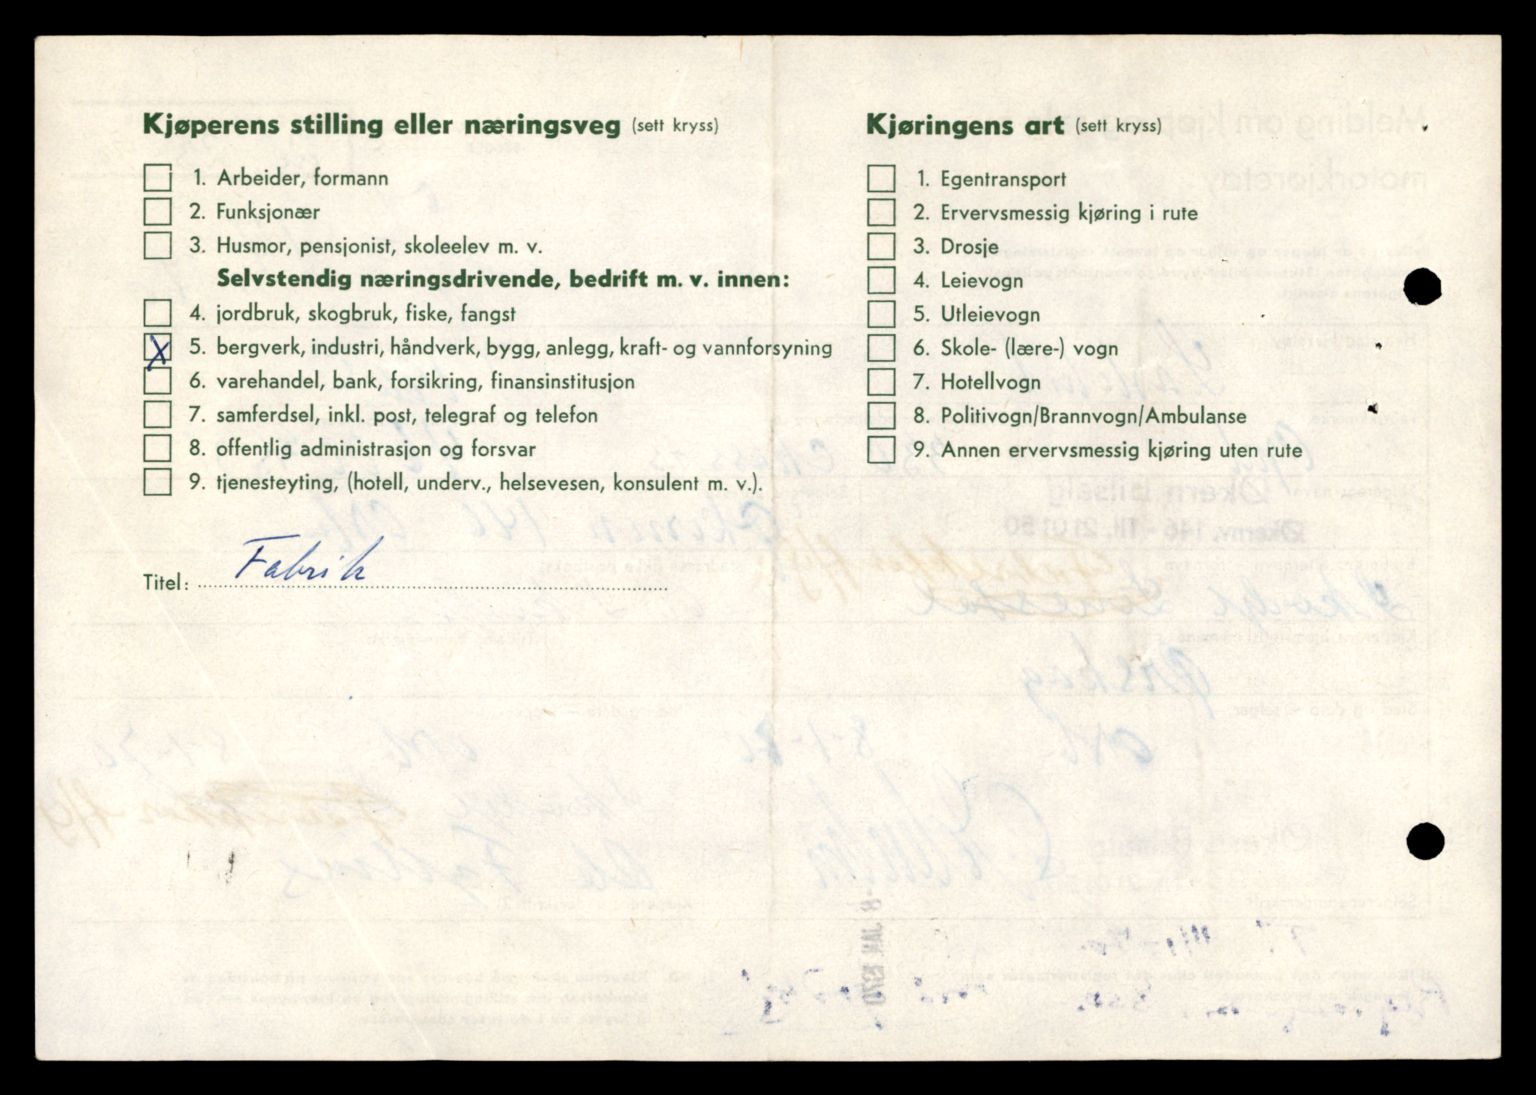 Kjøperens stilling eller næringsveg (sett kryss)
1. Arbeider, formann
2. Funksjonær
3. Husmor, pensjonist, skoleelev m. v.
Selvstendig næringsdrivende, bedrift m. v. innen:
4. jordbruk, skogbruk, fiske, fangst
X 5. bergverk, industri, håndverk, bygg, anlegg, kraft- og vannforsyning
6. varehandel, bank, forsikring, finansinstitusjon
7. samferdsel, inkl. post, telegraf og telefon
8. offentlig administrasjon og forsvar
9. tjenesteyting, (hotell, underv., helsevesen, konsulent m. v.).
Titel: Fabrik
Kjøringens art (sett kryss)
1. Egentransport
2. Ervervsmessig kjøring i rute
3. Drosje
4. Leievogn
5. Utleievogn
6. Skole- (lære-) vogn
7. Hotellvogn
8. Politivogn/Brannvogn/Ambulanse
9. Annen ervervsmessig kjøring uten rute